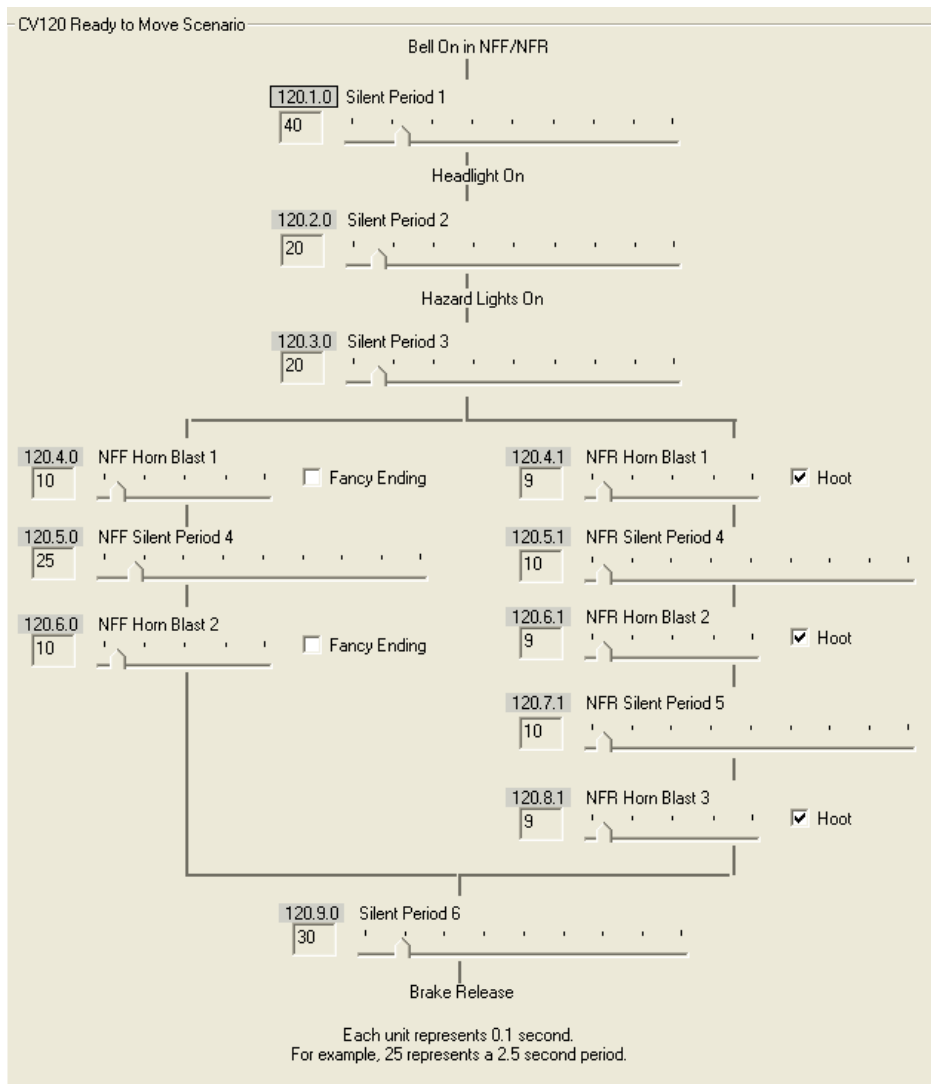 CV120 Ready to Move Scenario
Bell On in NFF/NFR
120.1.0 Silent Period 1
40
Headlight On
120.2.0 Silent Period 2
20
Hazard Lights On
120.3.0 Silent Period 3
20
120.4.0 NFF Horn Blast 1
10 Fancy Ending
120.5.0 NFF Silent Period 4
25
120.6.0 NFF Horn Blast 2
10 Fancy Ending
120.4.1 NFR Horn Blast 1
9 Hoot
120.5.1 NFR Silent Period 4
10
120.6.1 NFR Horn Blast 2
9 Hoot
120.7.1 NFR Silent Period 5
10
120.8.1 NFR Horn Blast 3
9 Hoot
120.9.0 Silent Period 6
30
Brake Release
Each unit represents 0.1 second.
For example, 25 represents a 2.5 second period.